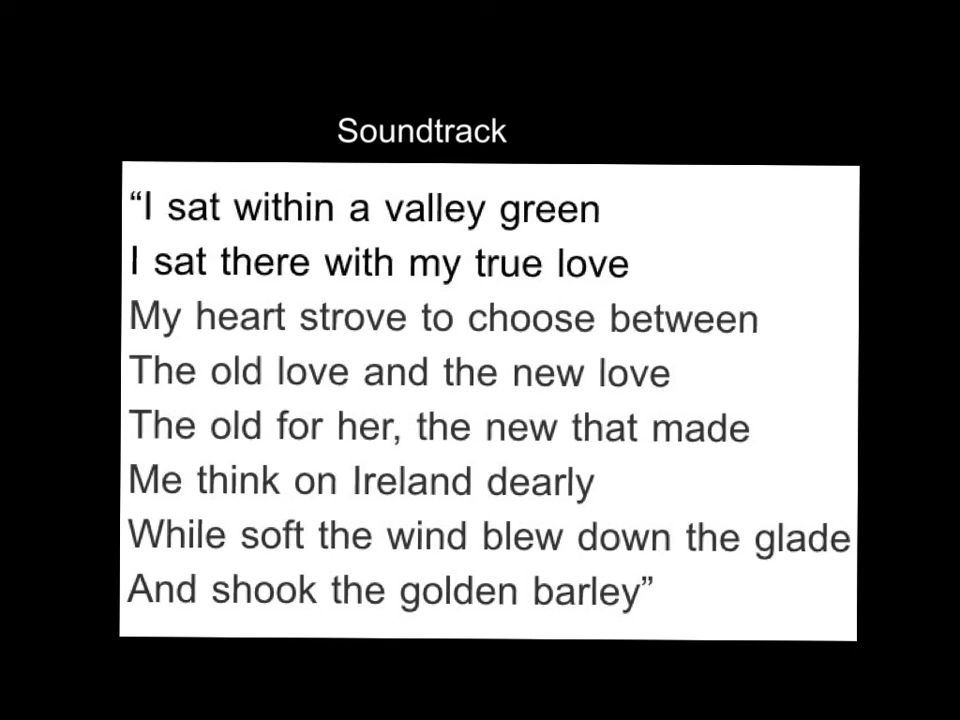 Soundtrack
“I sat within a valley green
I sat there with my true love
My heart strove to choose between
The old love and the new love
The old for her, the new that made
Me think on Ireland dearly
While soft the wind blew down the glade
And shook the golden barley”